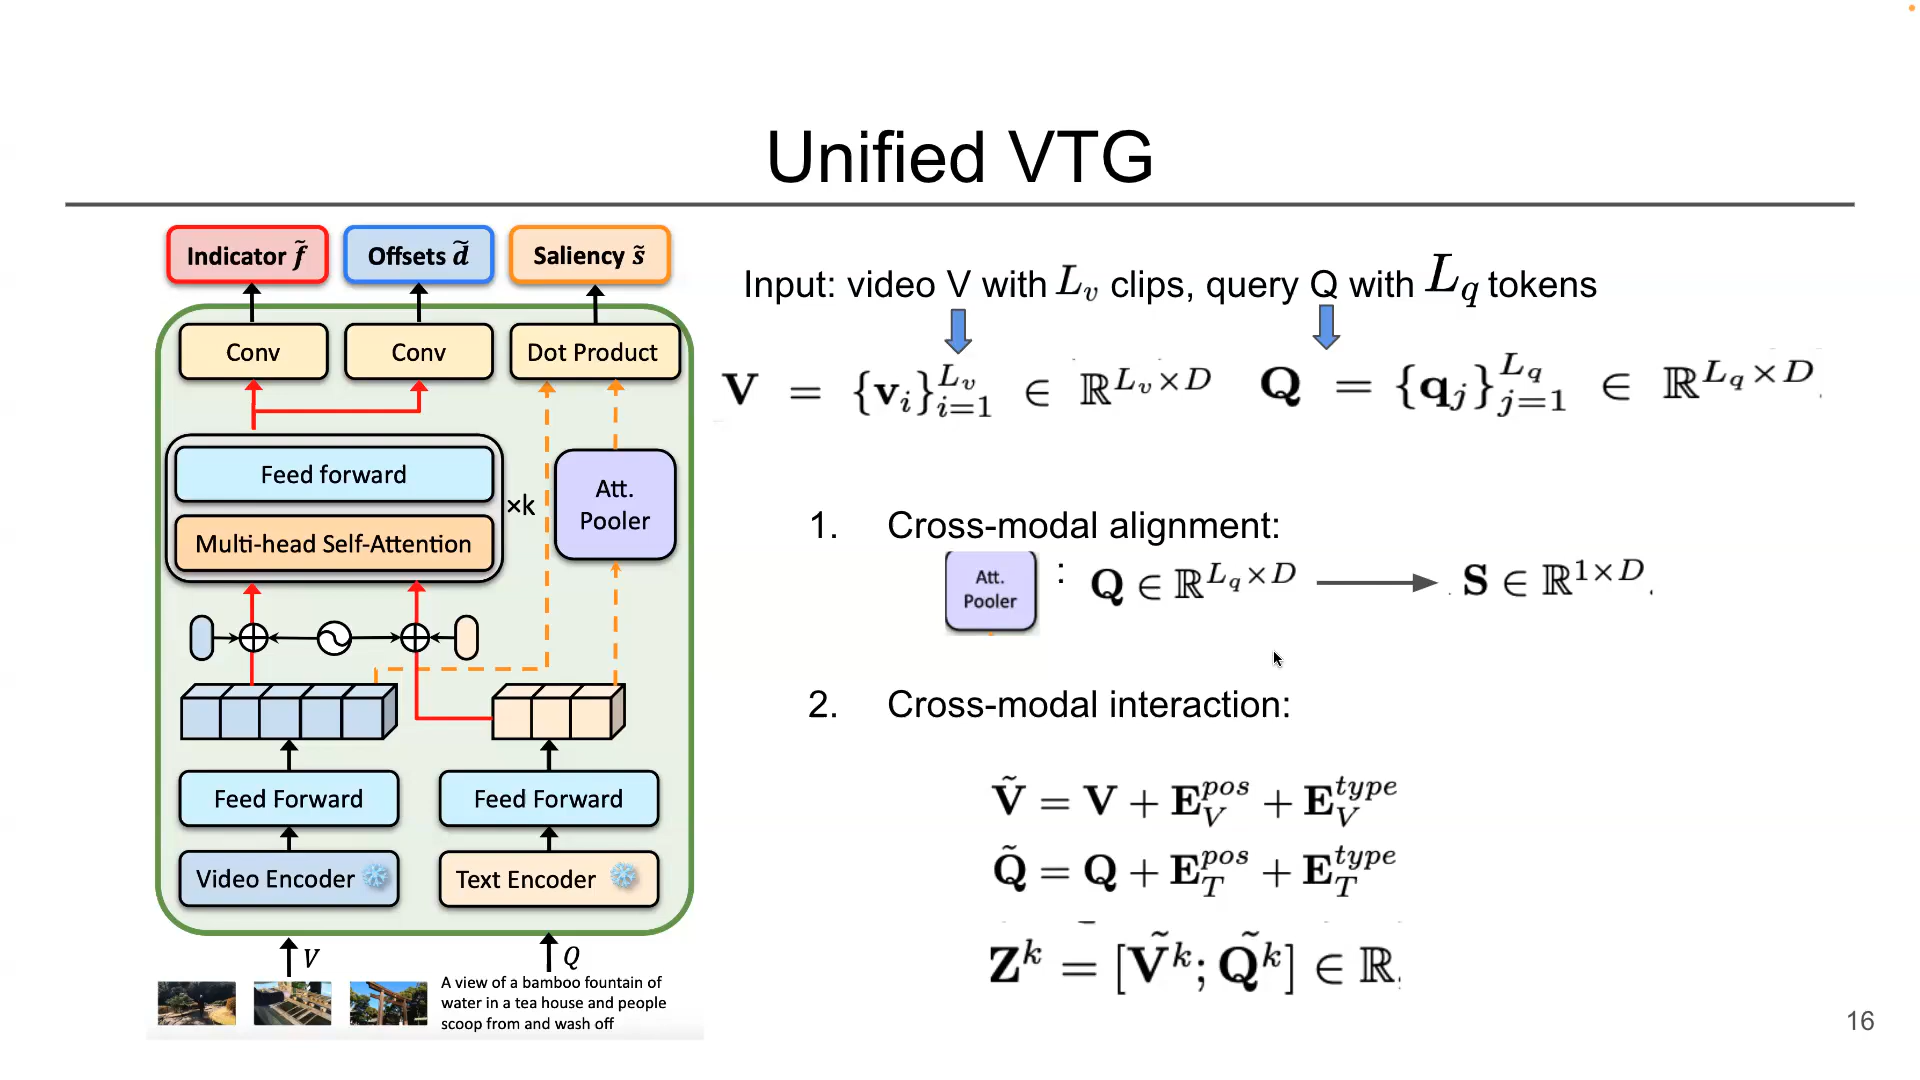 Unified VTG
Indicator f̃
Offsets d̃
Saliency s̃
Conv
Conv
Dot Product
Feed forward
Multi-head Self-Attention
×k
Att.
Pooler
Feed Forward
Feed Forward
Video Encoder
Text Encoder
V
Q
A view of a bamboo fountain of
water in a tea house and people
scoop from and wash off
Input: video V with L_v clips, query Q with L_q tokens
V = {v_i}_{i=1}^{L_v} ∈ ℝ^{L_v×D} Q = {q_j}_{j=1}^{L_q} ∈ ℝ^{L_q×D}
1. Cross-modal alignment:
Att.
Pooler
: Q ∈ ℝ^{L_q×D} → S ∈ ℝ^{1×D}
2. Cross-modal interaction:
Ṽ = V + E_V^{pos} + E_V^{type}
Q̃ = Q + E_T^{pos} + E_T^{type}
Z^k = [Ṽ^k; Q̃^k] ∈ ℝ
16